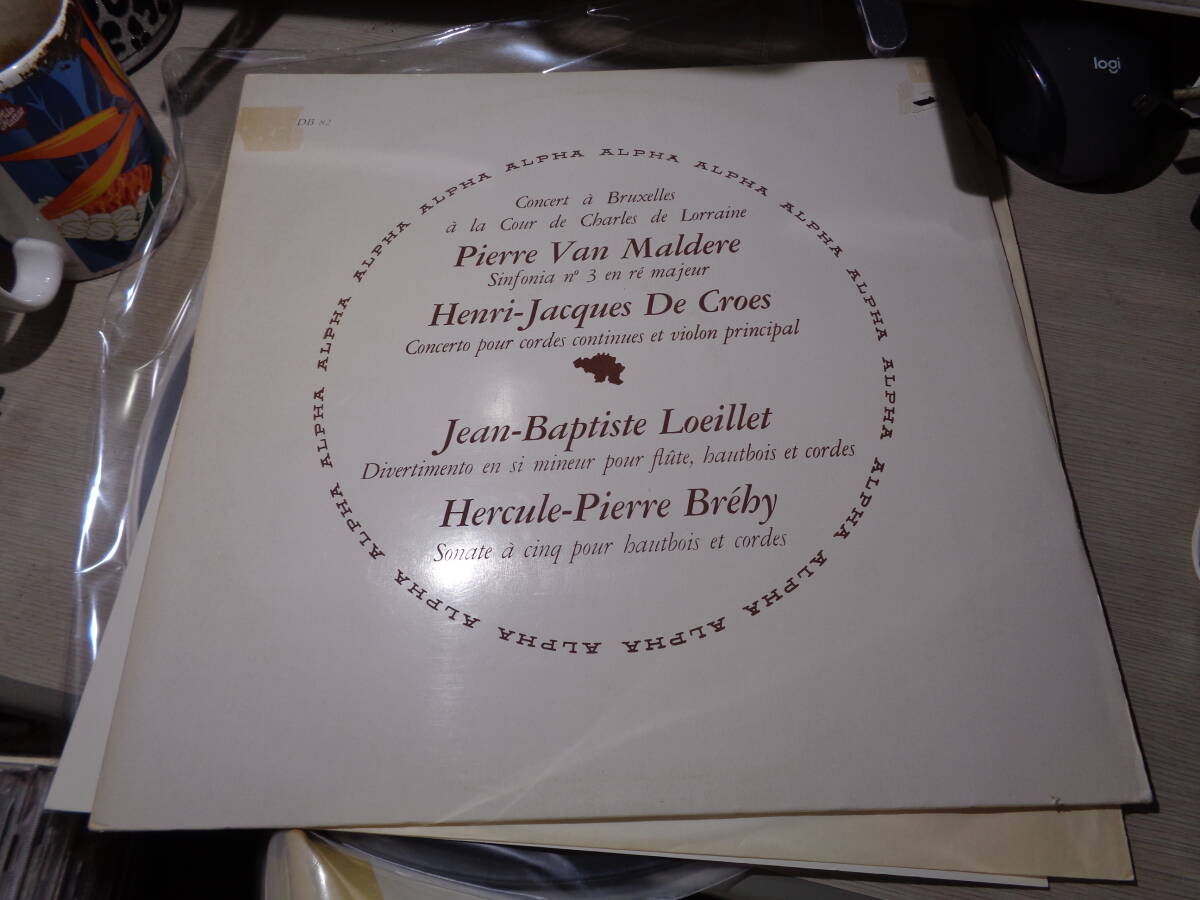 logi
DB 82
ALPHA ALPHA ALPHA ALPHA ALPHA ALPHA ALPHA ALPHA ALPHA ALPHA ALPHA ALPHA ALPHA ALPHA ALPHA ALPHA ALPHA ALPHA
Concert à Bruxelles
à la Cour de Charles de Lorraine
Pierre Van Maldere
Sinfonia nº 3 en ré majeur
Henri-Jacques De Croes
Concerto pour cordes continues et violon principal
Jean-Baptiste Loeillet
Divertimento en si mineur pour flûte, hautbois et cordes
Hercule-Pierre Bréhy
Sonate à cinq pour hautbois et cordes